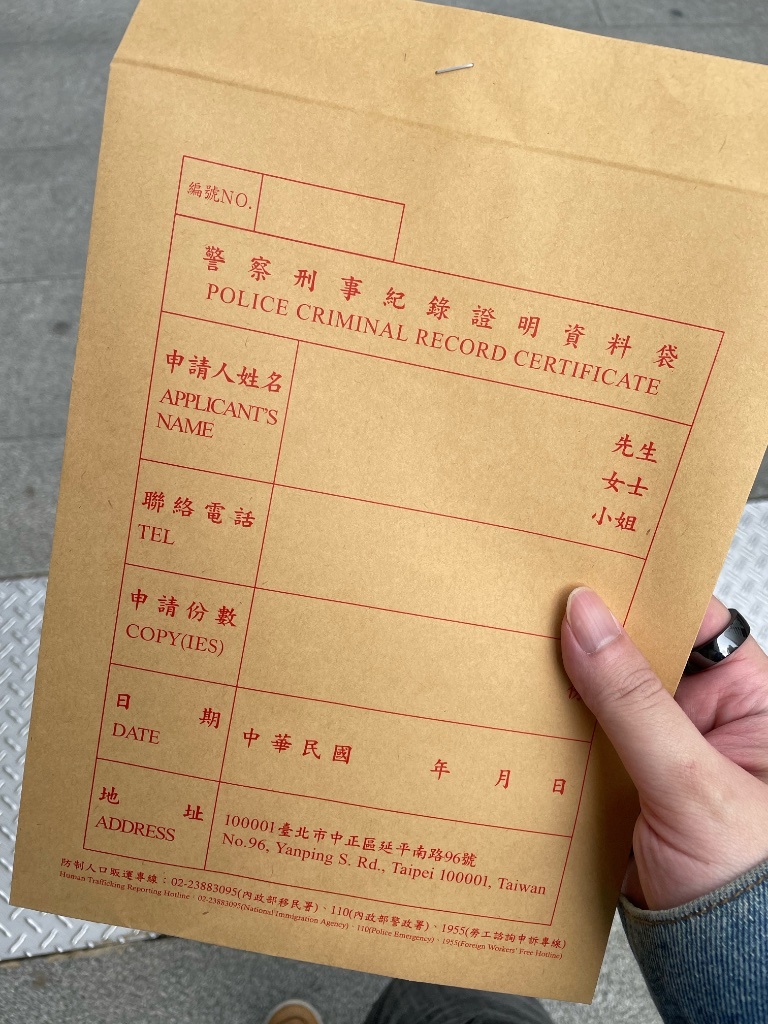 編號NO.
警察刑事紀錄證明資料袋
POLICE CRIMINAL RECORD CERTIFICATE
申請人姓名
APPLICANT'S
NAME
先生
女士
小姐
聯絡電話
TEL
申請份數
COPY(IES)
日期
DATE
中華民國 年 月 日
地址
ADDRESS
100001臺北市中正區延平南路96號
No.96, Yanping S. Rd., Taipei 100001, Taiwan
防制人口販運專線：02-23883095(內政部移民署)、110(內政部警政署)、1955(勞工諮詢申訴專線)
Human Trafficking Reporting Hotline：02-23883095(National Immigration Agency)、110(Police Emergency)、1955(Foreign Workers' Free Hotline)